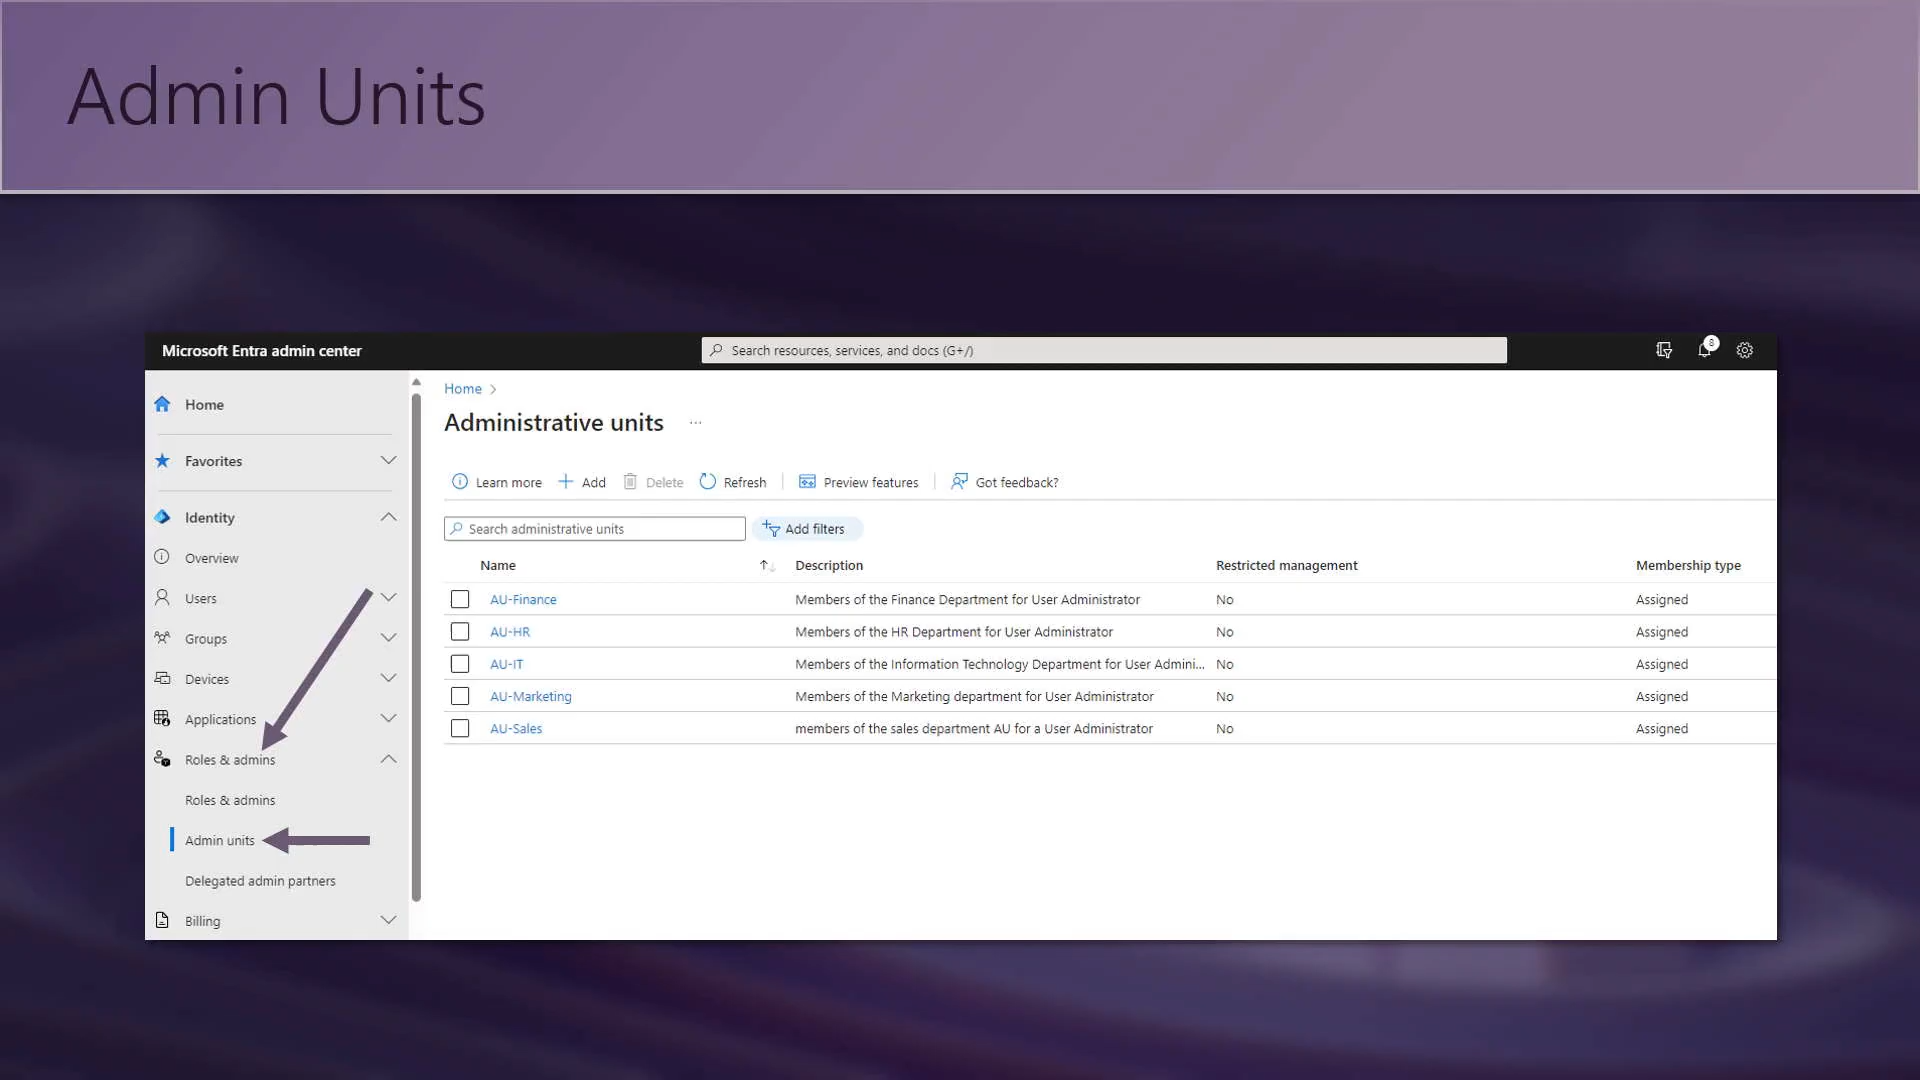 Admin Units
Microsoft Entra admin center
Search resources, services, and docs (G+/)
8
Home
Favorites
Identity
Overview
Users
Groups
Devices
Applications
Roles & admins
Roles & admins
Admin units
Delegated admin partners
Billing
Home
Administrative units ...
Learn more Add Delete Refresh Preview features Got feedback?
Search administrative units Add filters
Name Description Restricted management Membership type
AU-Finance Members of the Finance Department for User Administrator No Assigned
AU-HR Members of the HR Department for User Administrator No Assigned
AU-IT Members of the Information Technology Department for User Admini... No Assigned
AU-Marketing Members of the Marketing department for User Administrator No Assigned
AU-Sales members of the sales department AU for a User Administrator No Assigned